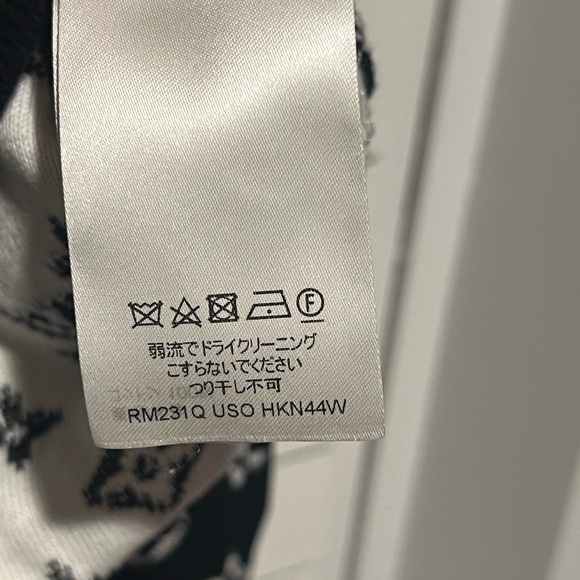 F
弱流でドライクリーニング
こすらないでください
つり干し不可
RM231Q USO HKN44W